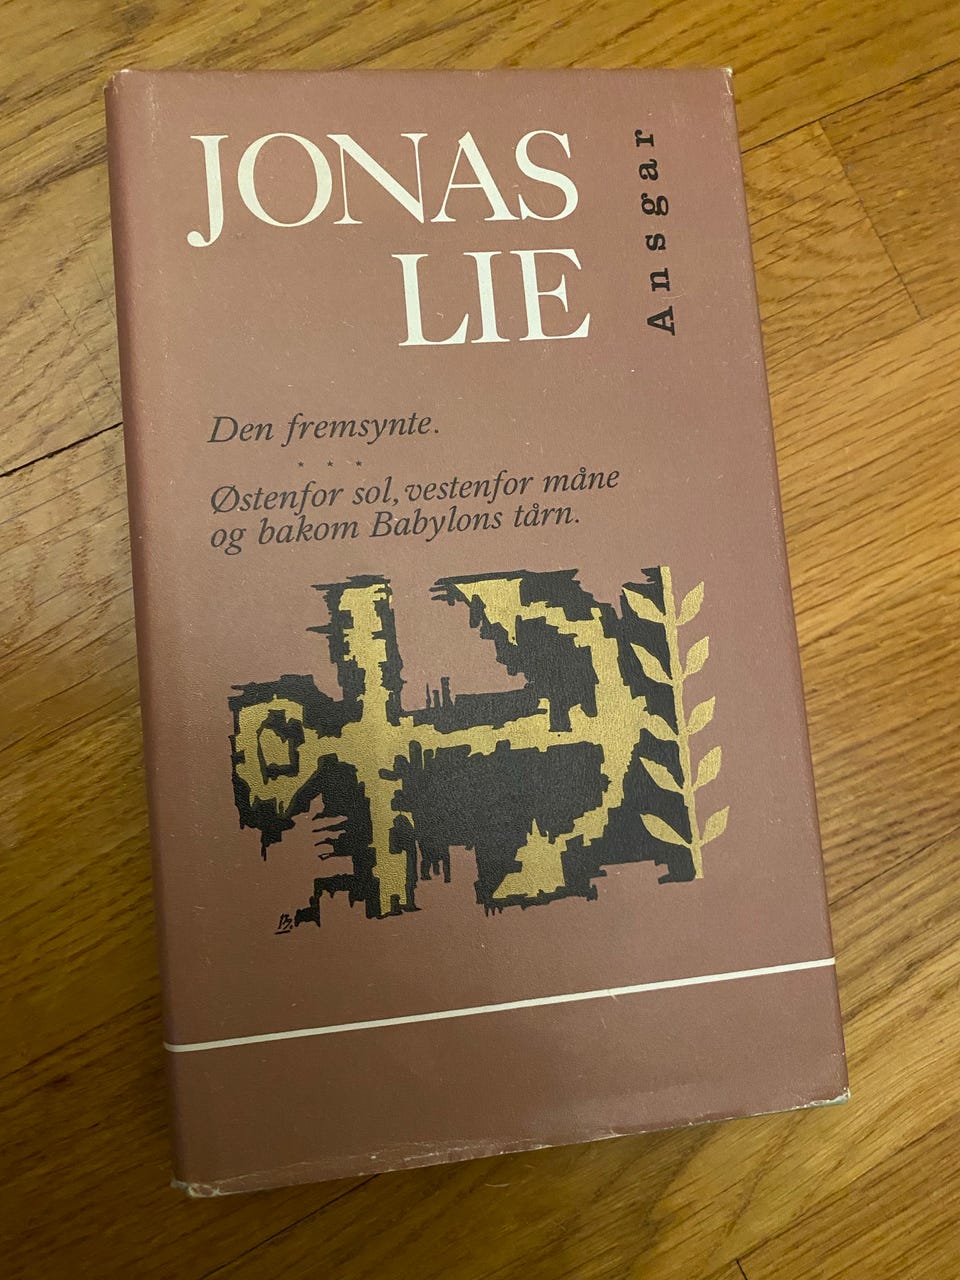 JONAS
LIE
Ansgar
Den fremsynte.
* * *
Østenfor sol, vestenfor måne
og bakom Babylons tårn.
B.